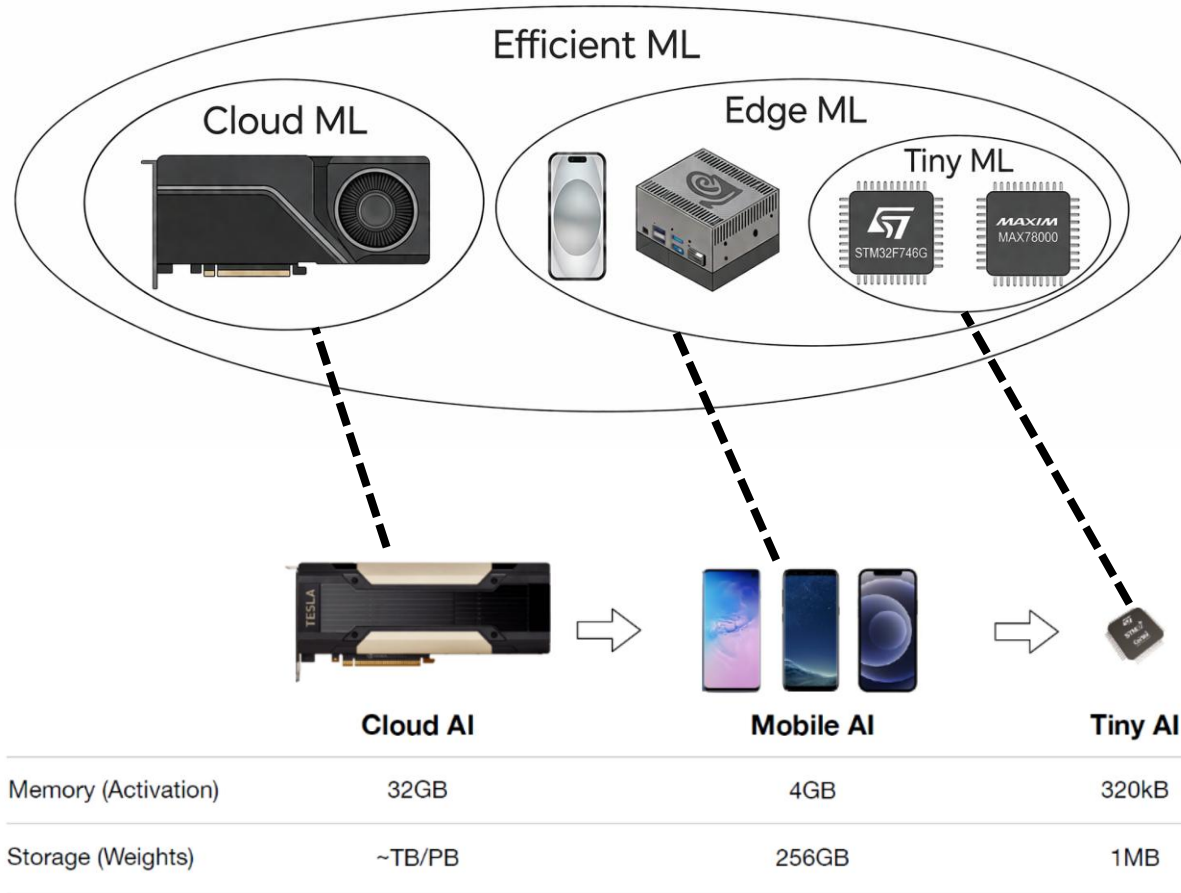 Efficient ML
Cloud ML
Edge ML
Tiny ML
STM32F746G
MAXIM
MAX78000
TESLA
Cloud AI
Mobile AI
Tiny AI
Memory (Activation) 32GB 4GB 320kB
Storage (Weights) ~TB/PB 256GB 1MB